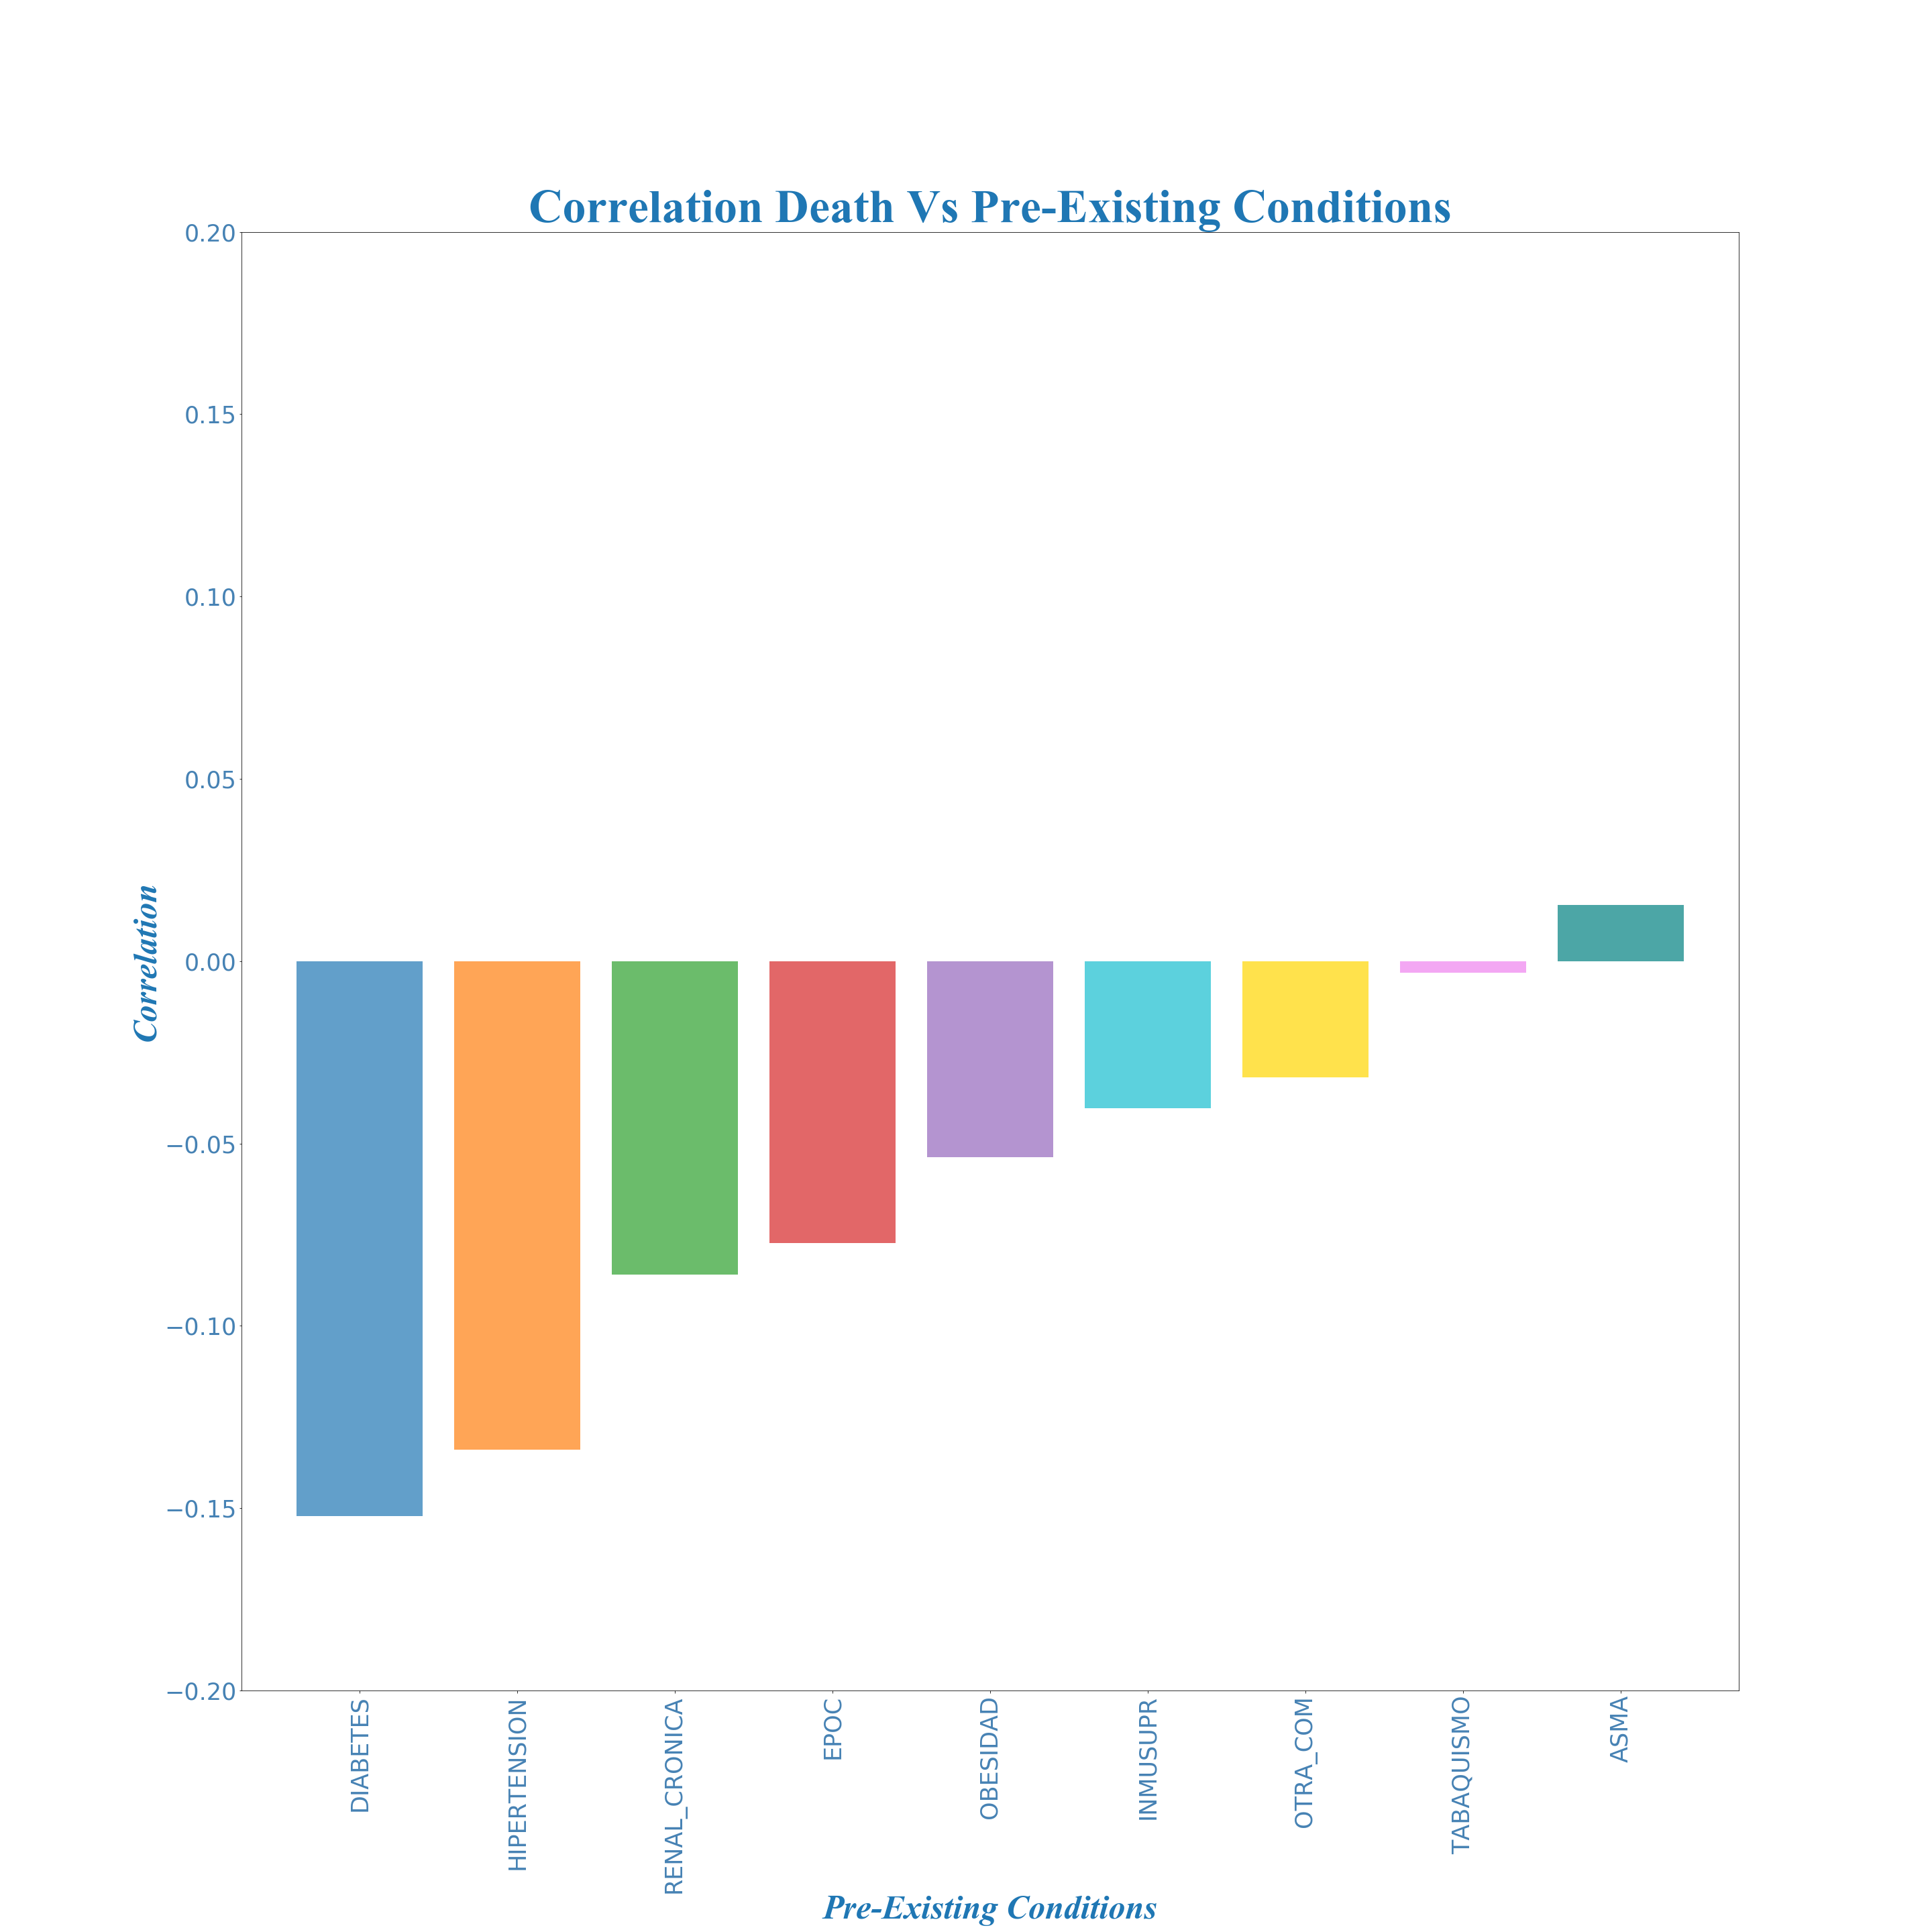 Correlation Death Vs Pre-Existing Conditions
0.20
0.15
0.10
0.05
0.00
−0.05
−0.10
−0.15
−0.20
Correlation
DIABETES
HIPERTENSION
RENAL_CRONICA
EPOC
OBESIDAD
INMUSUPR
OTRA_COM
TABAQUISMO
ASMA
Pre-Existing Conditions